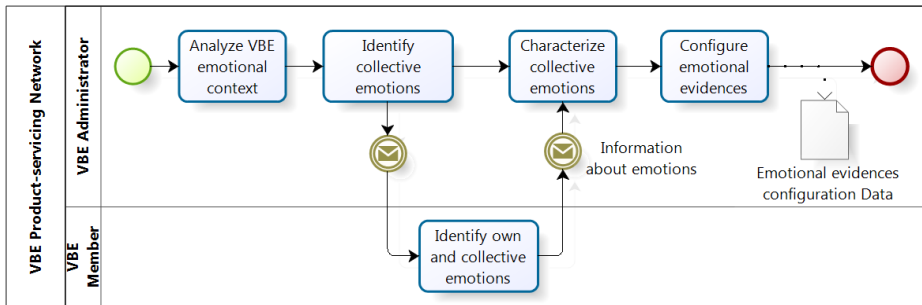 VBE Product-servicing Network
VBE Administrator
Analyze VBE
emotional
context
Identify
collective
emotions
Characterize
collective
emotions
Configure
emotional
evidences
Information
about emotions
Emotional evidences
configuration Data
VBE
Member
Identify own
and collective
emotions